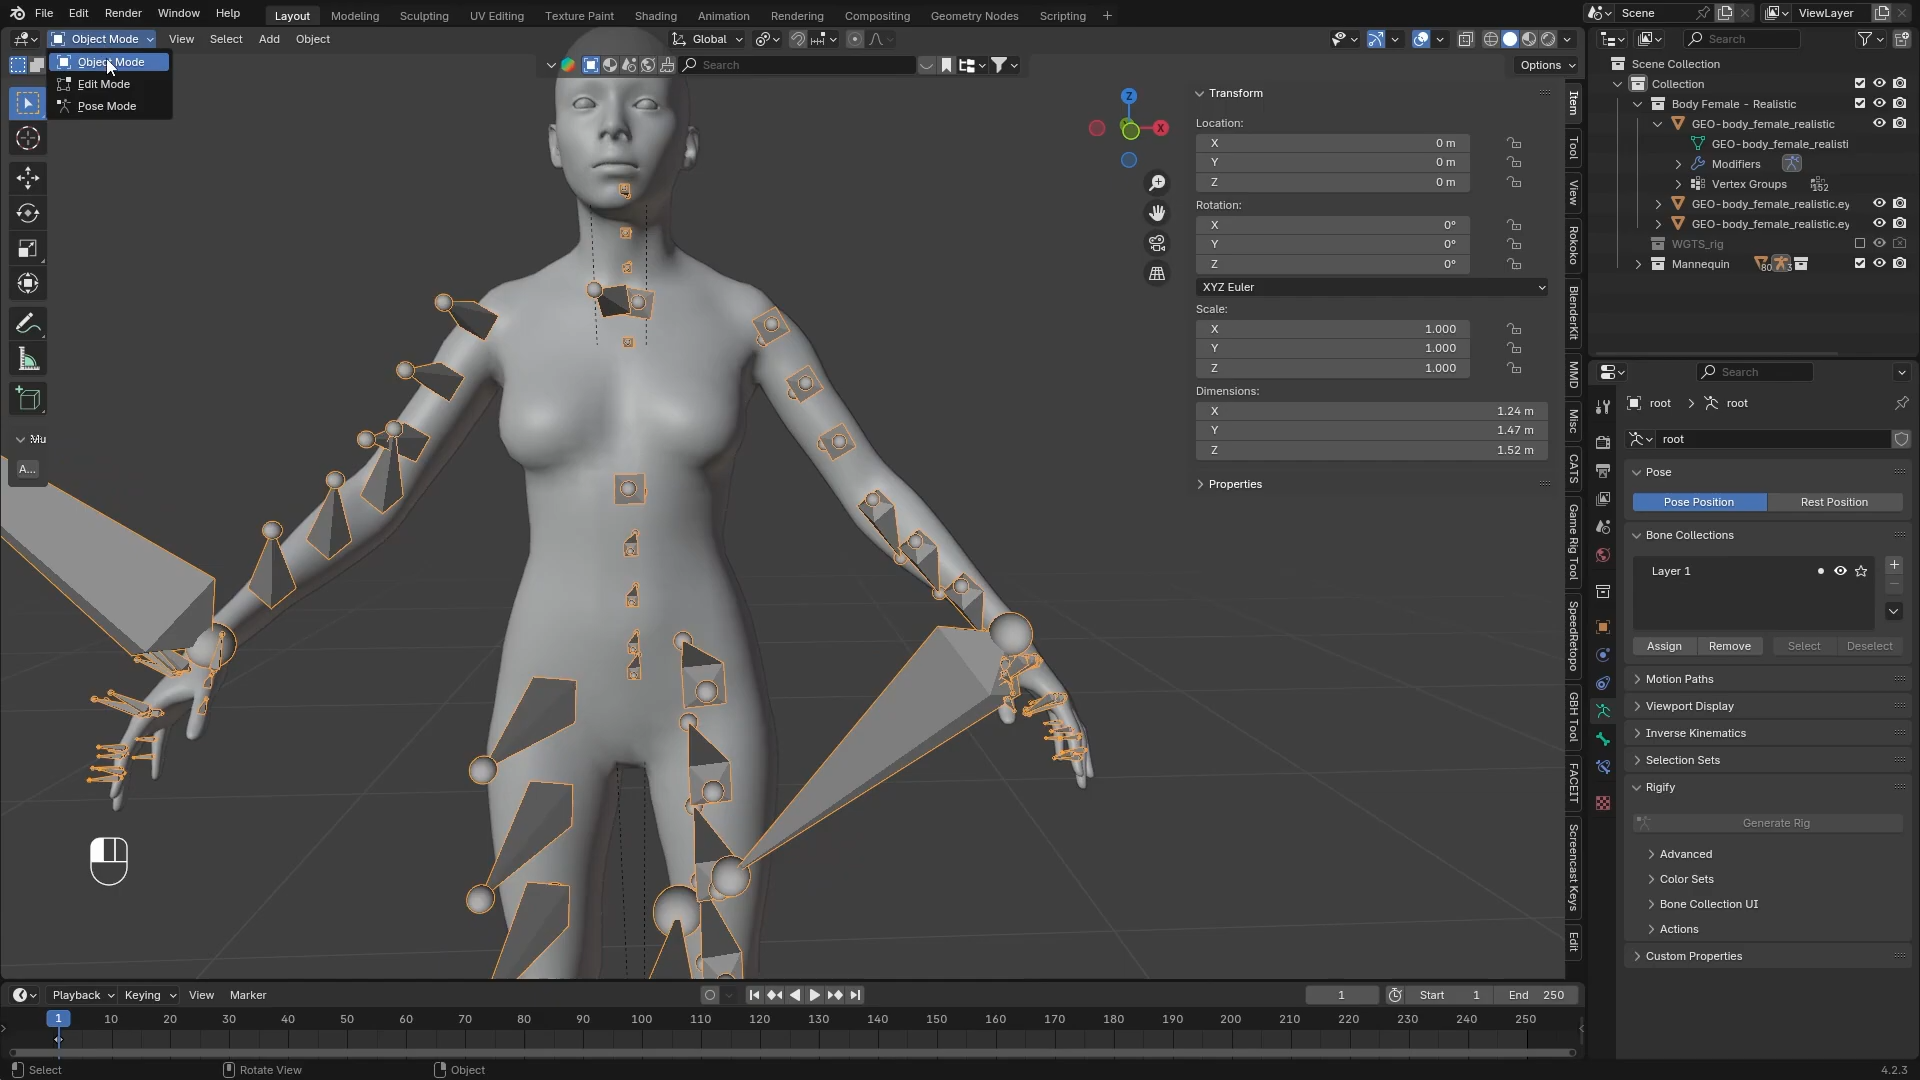 File Edit Render Window Help
Layout Modeling Sculpting UV Editing Texture Paint Shading Animation Rendering Compositing Geometry Nodes Scripting +
Scene
ViewLayer
Object Mode
View Select Add Object
Global
Search
Object Mode
Edit Mode
Pose Mode
Search
Options
Z
X
Mu
A...
Transform
Location:
X 0 m
Y 0 m
Z 0 m
Rotation:
X 0°
Y 0°
Z 0°
XYZ Euler
Scale:
X 1.000
Y 1.000
Z 1.000
Dimensions:
X 1.24 m
Y 1.47 m
Z 1.52 m
Properties
Item
Tool
View
Rokoko
BlenderKit
MMD
Misc
CATS
Game Rig Tool
SpeedRetopo
GBH Tool
FACEIT
Screencast Keys
Edit
Scene Collection
Collection
Body Female - Realistic
GEO-body_female_realistic
GEO-body_female_realisti
Modifiers
Vertex Groups 152
GEO-body_female_realistic.ey
GEO-body_female_realistic.ey
WGTS_rig
Mannequin 80 3
Search
root root
root
Pose
Pose Position Rest Position
Bone Collections
Layer 1
Assign Remove Select Deselect
Motion Paths
Viewport Display
Inverse Kinematics
Selection Sets
Rigify
Generate Rig
Advanced
Color Sets
Bone Collection UI
Actions
Custom Properties
Playback Keying View Marker
1 Start 1 End 250
1 10 20 30 40 50 60 70 80 90 100 110 120 130 140 150 160 170 180 190 200 210 220 230 240 250
Select Rotate View Object 4.2.3